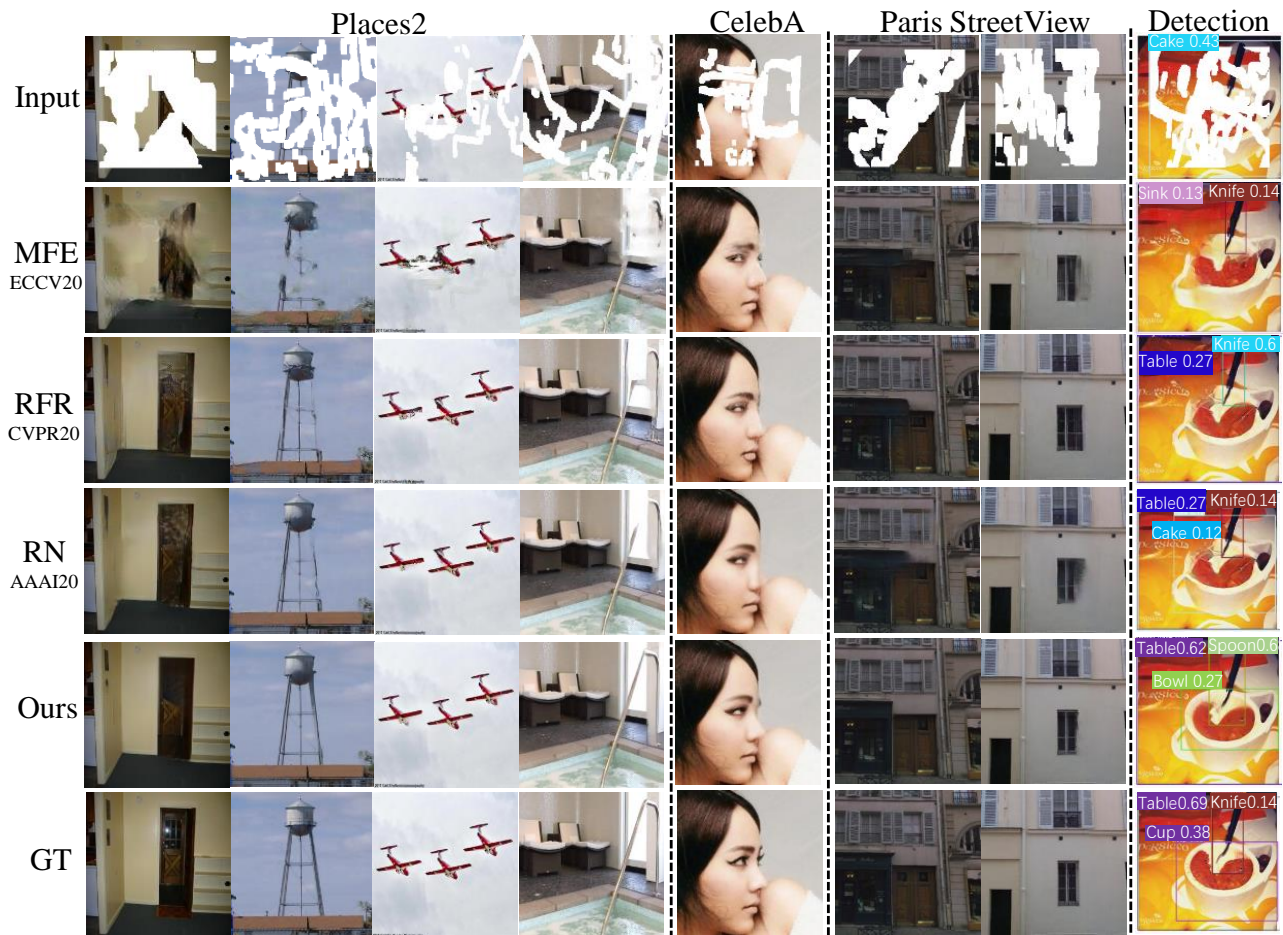 Places2 CelebA Paris StreetView Detection
Input
Cake 0.43
MFE
ECCV20
Sink 0.13 Knife 0.14
RFR
CVPR20
Knife 0.6
Table 0.27
RN
AAAI20
Table0.27 Knife0.14
Cake 0.12
Ours
Table0.62 Spoon0.6
Bowl 0.27
GT
Table0.69 Knife0.14
Cup 0.38